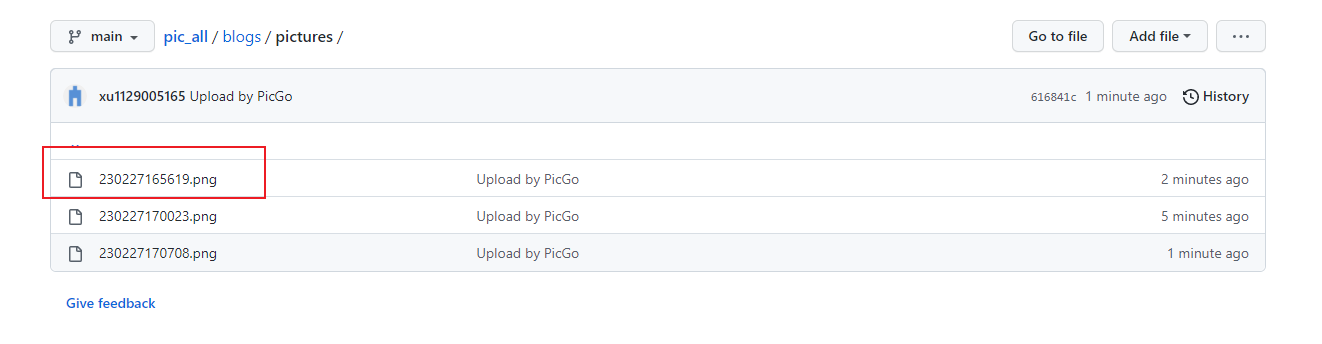 main pic_all / blogs / pictures / Go to file Add file ...
xu1129005165 Upload by PicGo 616841c 1 minute ago History
..
230227165619.png Upload by PicGo 2 minutes ago
230227170023.png Upload by PicGo 5 minutes ago
230227170708.png Upload by PicGo 1 minute ago
Give feedback